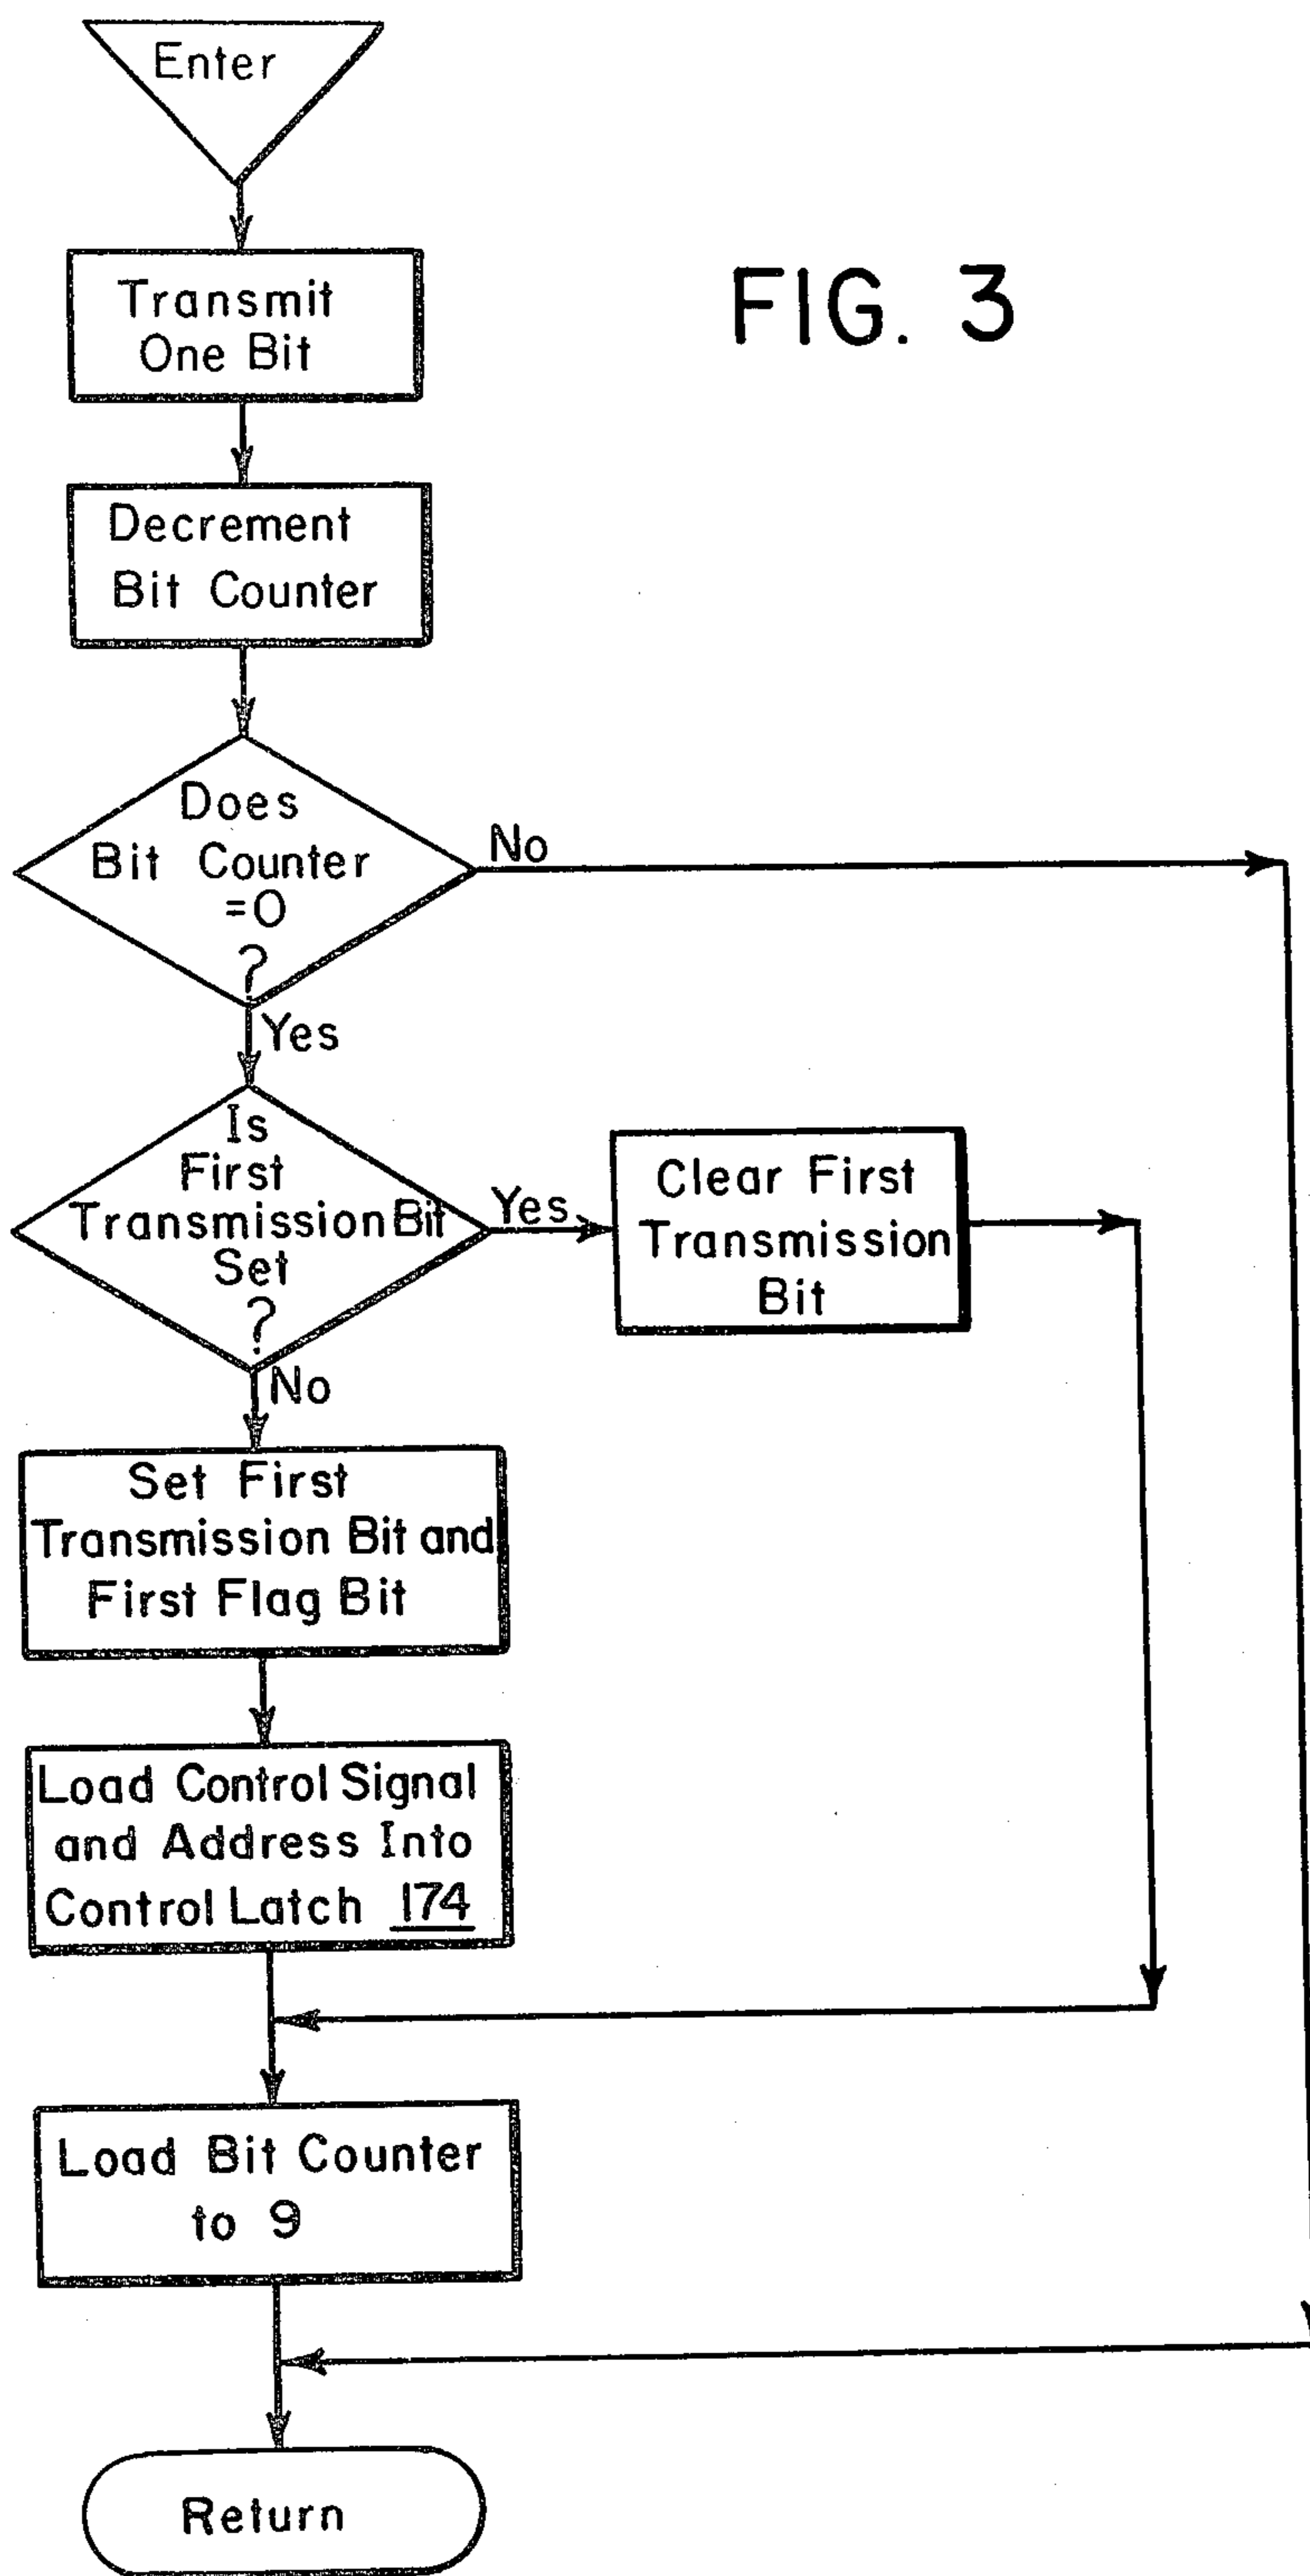 Enter
FIG. 3
Transmit
One Bit
Decrement
Bit Counter
Does
Bit Counter
=0
?
No
Yes
Is
First
Transmission Bit
Set
?
Yes
Clear First
Transmission
Bit
No
Set First
Transmission Bit and
First Flag Bit
Load Control Signal
and Address Into
Control Latch 174
Load Bit Counter
to 9
Return